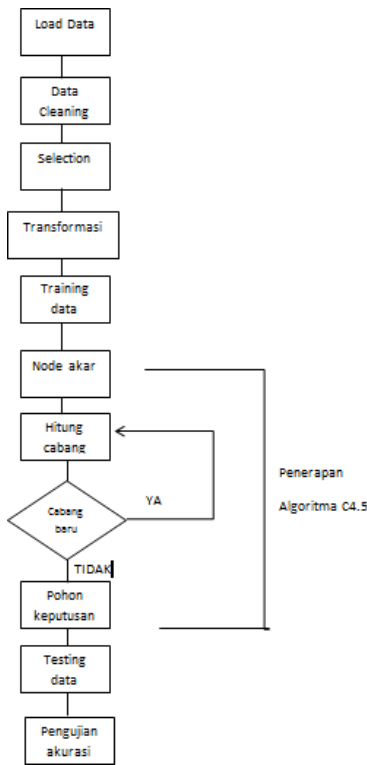 Load Data
Data
Cleaning
Selection
Transformasi
Training
data
Node akar
Hitung
cabang
Cabang
baru
YA
TIDAK
Pohon
keputusan
Testing
data
Pengujian
akurasi
Penerapan
Algoritma C4.5